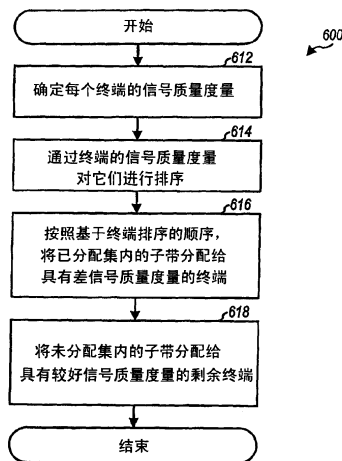 开始
600
612
确定每个终端的信号质量度量
614
通过终端的信号质量度量
对它们进行排序
616
按照基于终端排序的顺序，
将已分配集内的子带分配给
具有差信号质量度量的终端
618
将未分配集内的子带分配给
具有较好信号质量度量的剩余终端
结束